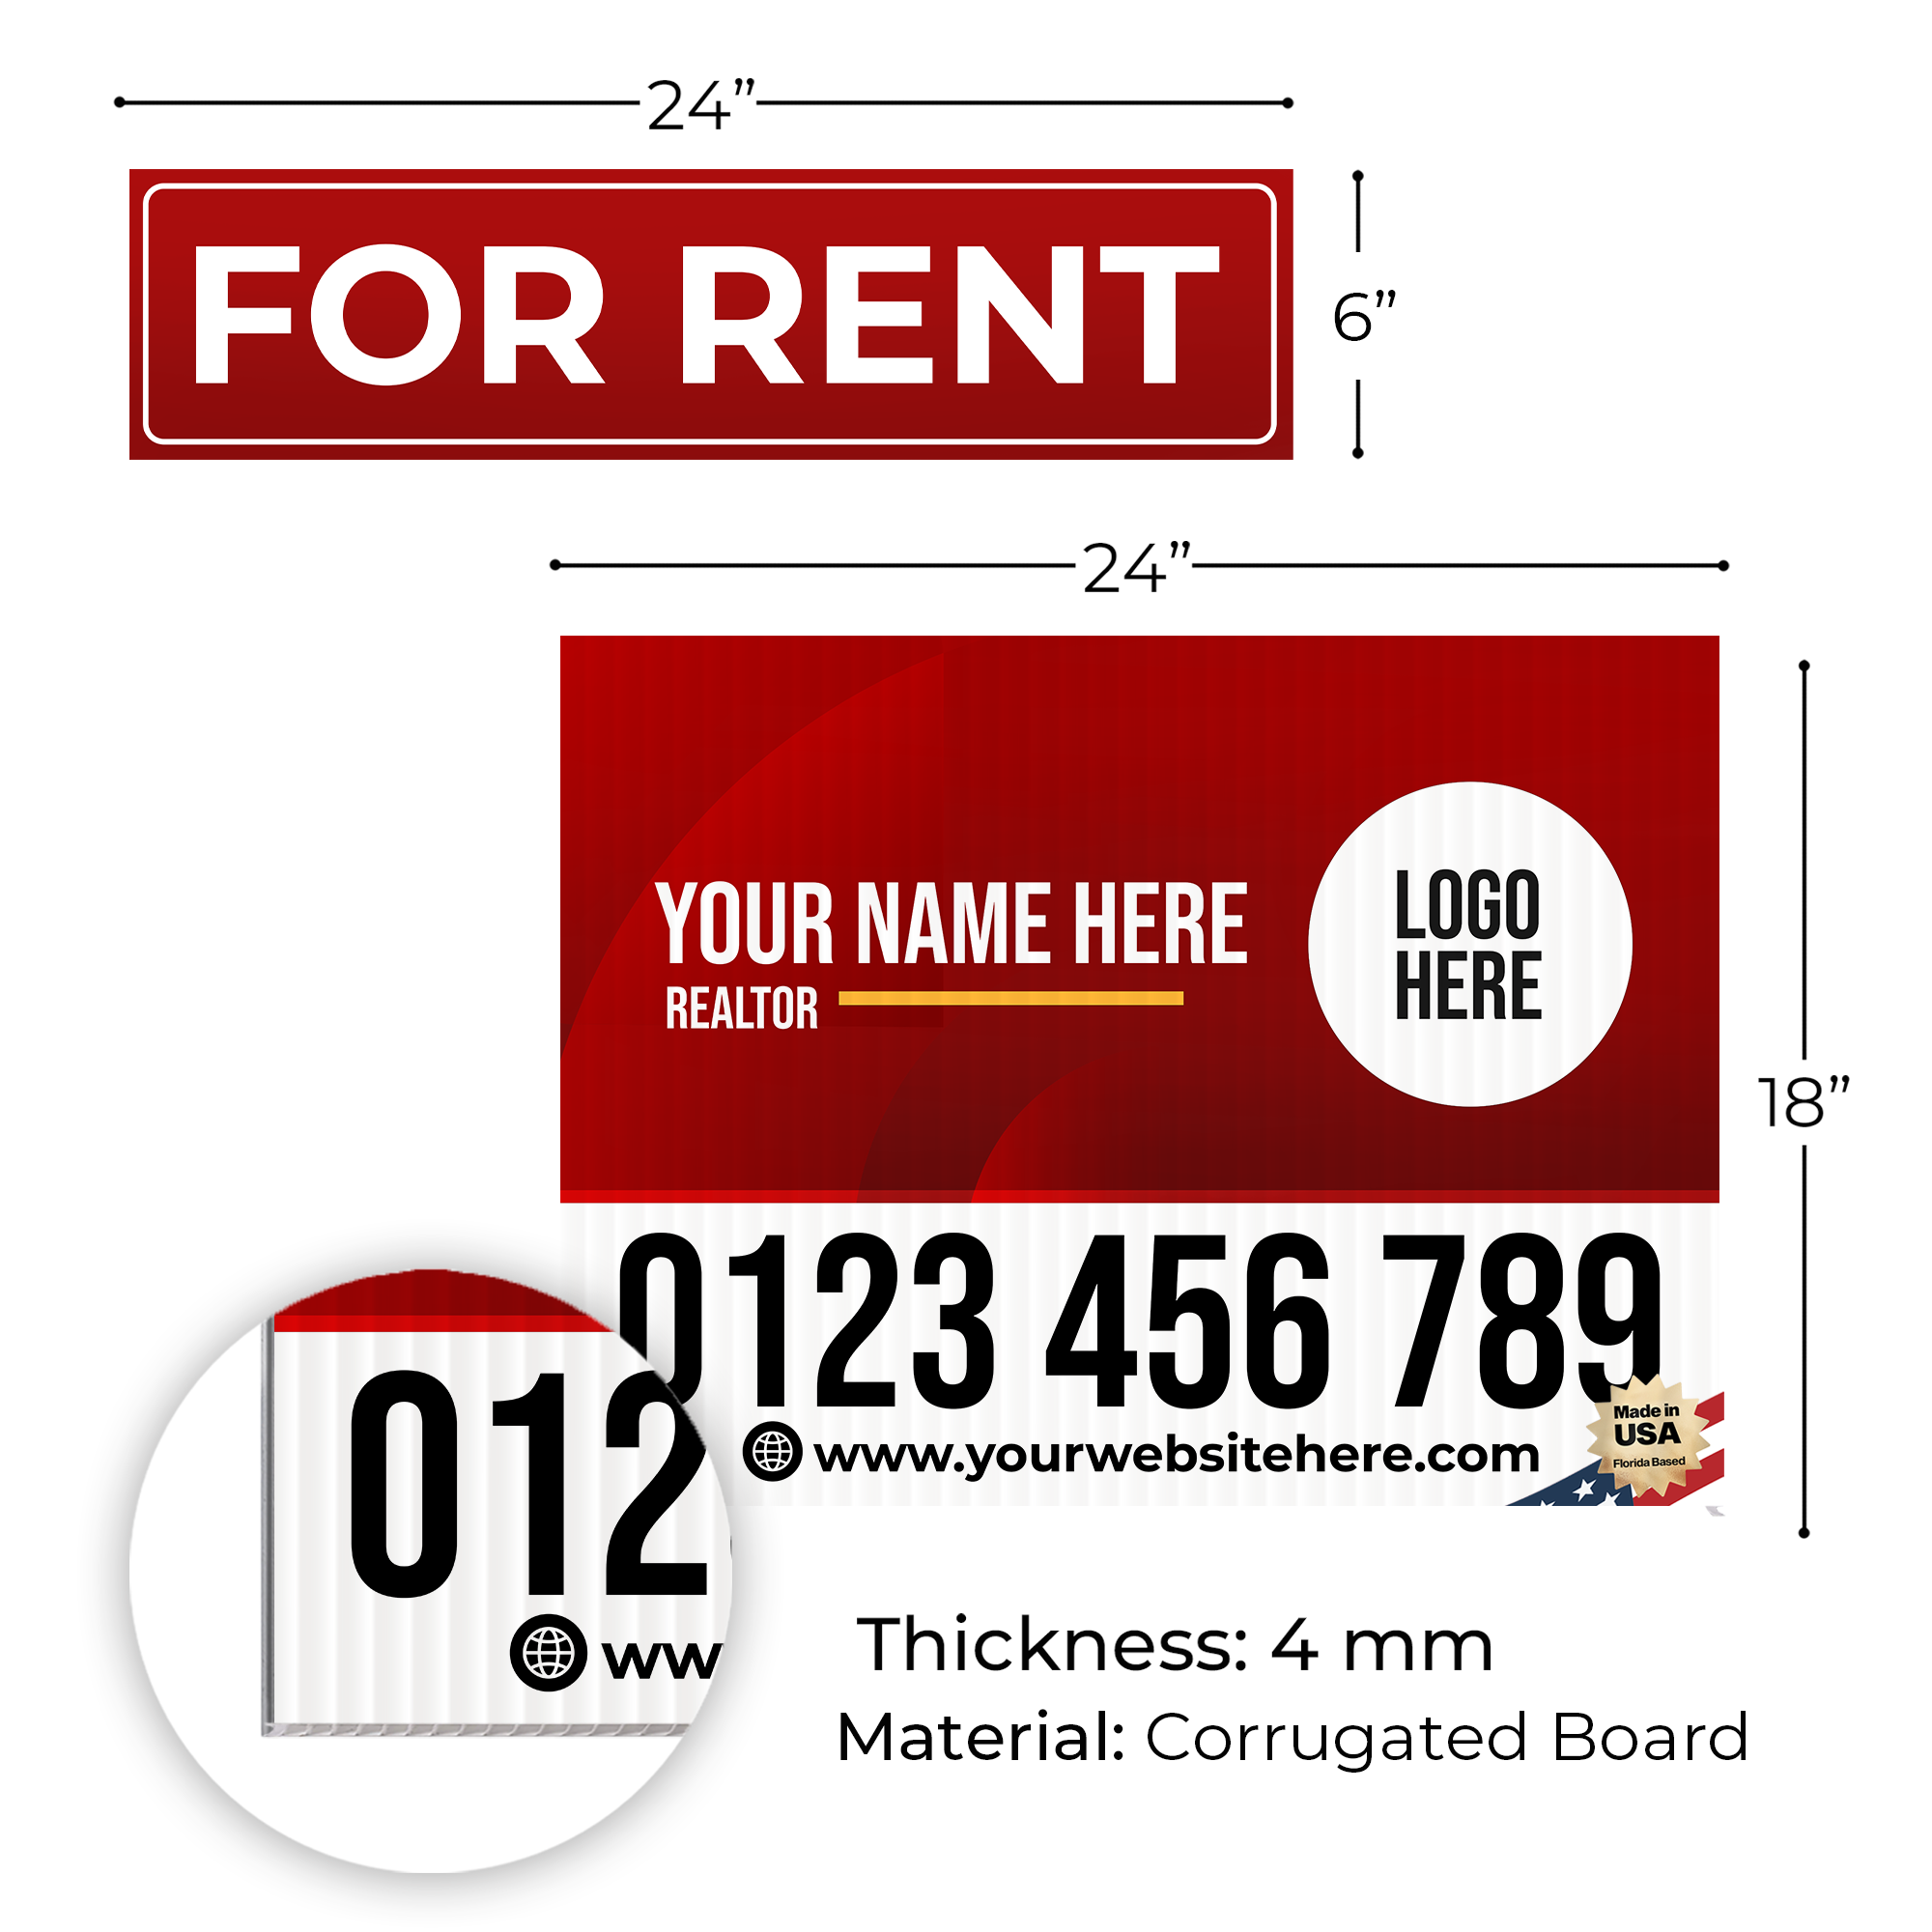 24”
FOR RENT
6”
24”
YOUR NAME HERE
REALTOR
LOGO
HERE
18”
0123 456 789
www.yourwebsitehere.com
Made in
USA
Florida Based
012
ww
Thickness: 4 mm
Material: Corrugated Board